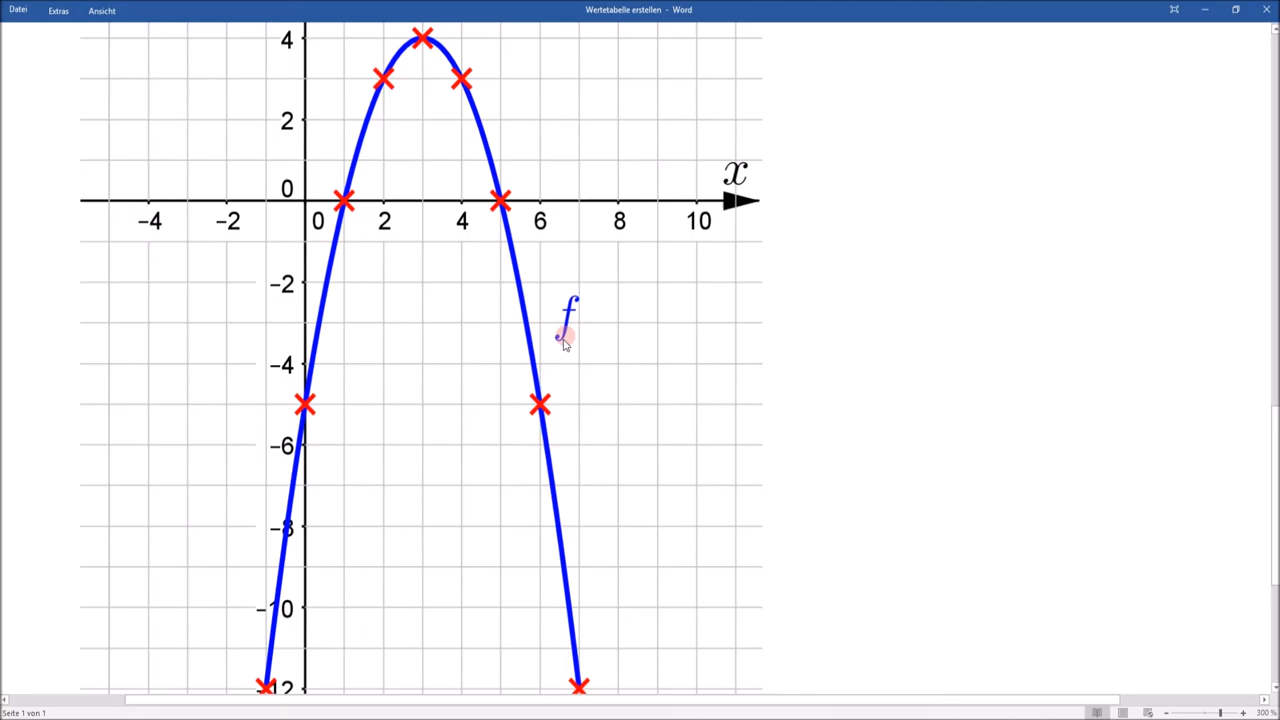 Datei Extras Ansicht Wertetabelle erstellen - Word
4
2
x
0
−4 −2 0 2 4 6 8 10
−2
f
−4
−6
−8
−10
−12
Seite 1 von 1 300 %